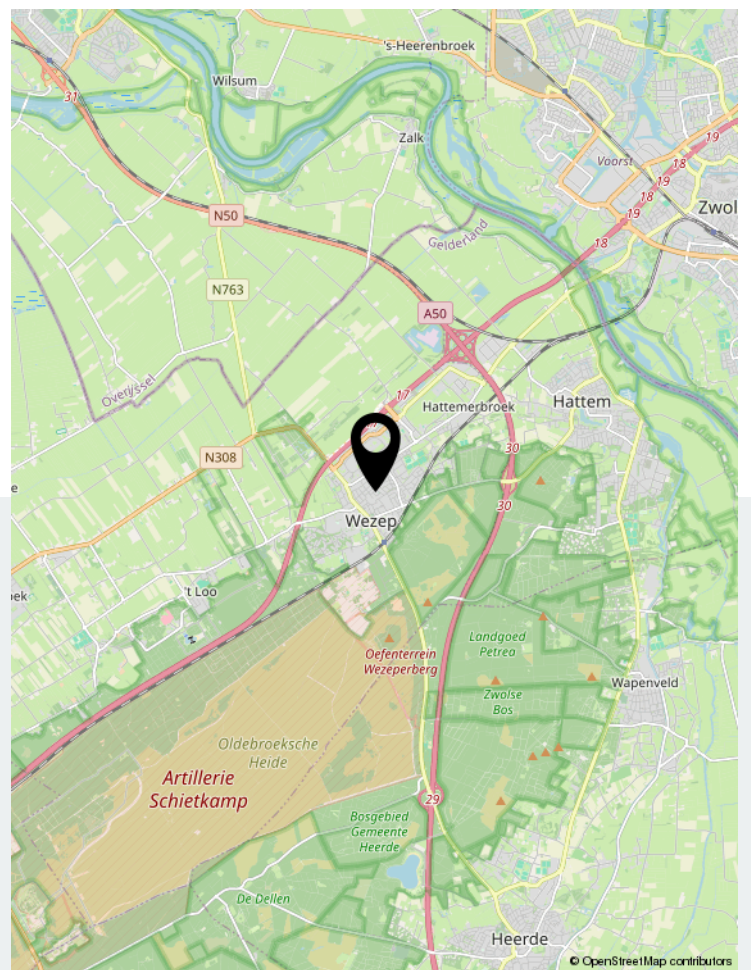 's-Heerenbroek
Wilsum
31
Zalk
Voorst
19
18
19
18
19
18
Zwol
N50
Gelderland
N763
A50
Overijssel
17
Hattemerbroek
Hattem
30
N308
e
30
Wezep
't Loo
ek
Oefenterrein
Wezeperberg
Landgoed
Petrea
Wapenveld
Zwolse
Bos
Oldebroeksche
Heide
Artillerie
Schietkamp
29
Bosgebied
Gemeente
Heerde
De Dellen
Heerde
© OpenStreetMap contributors